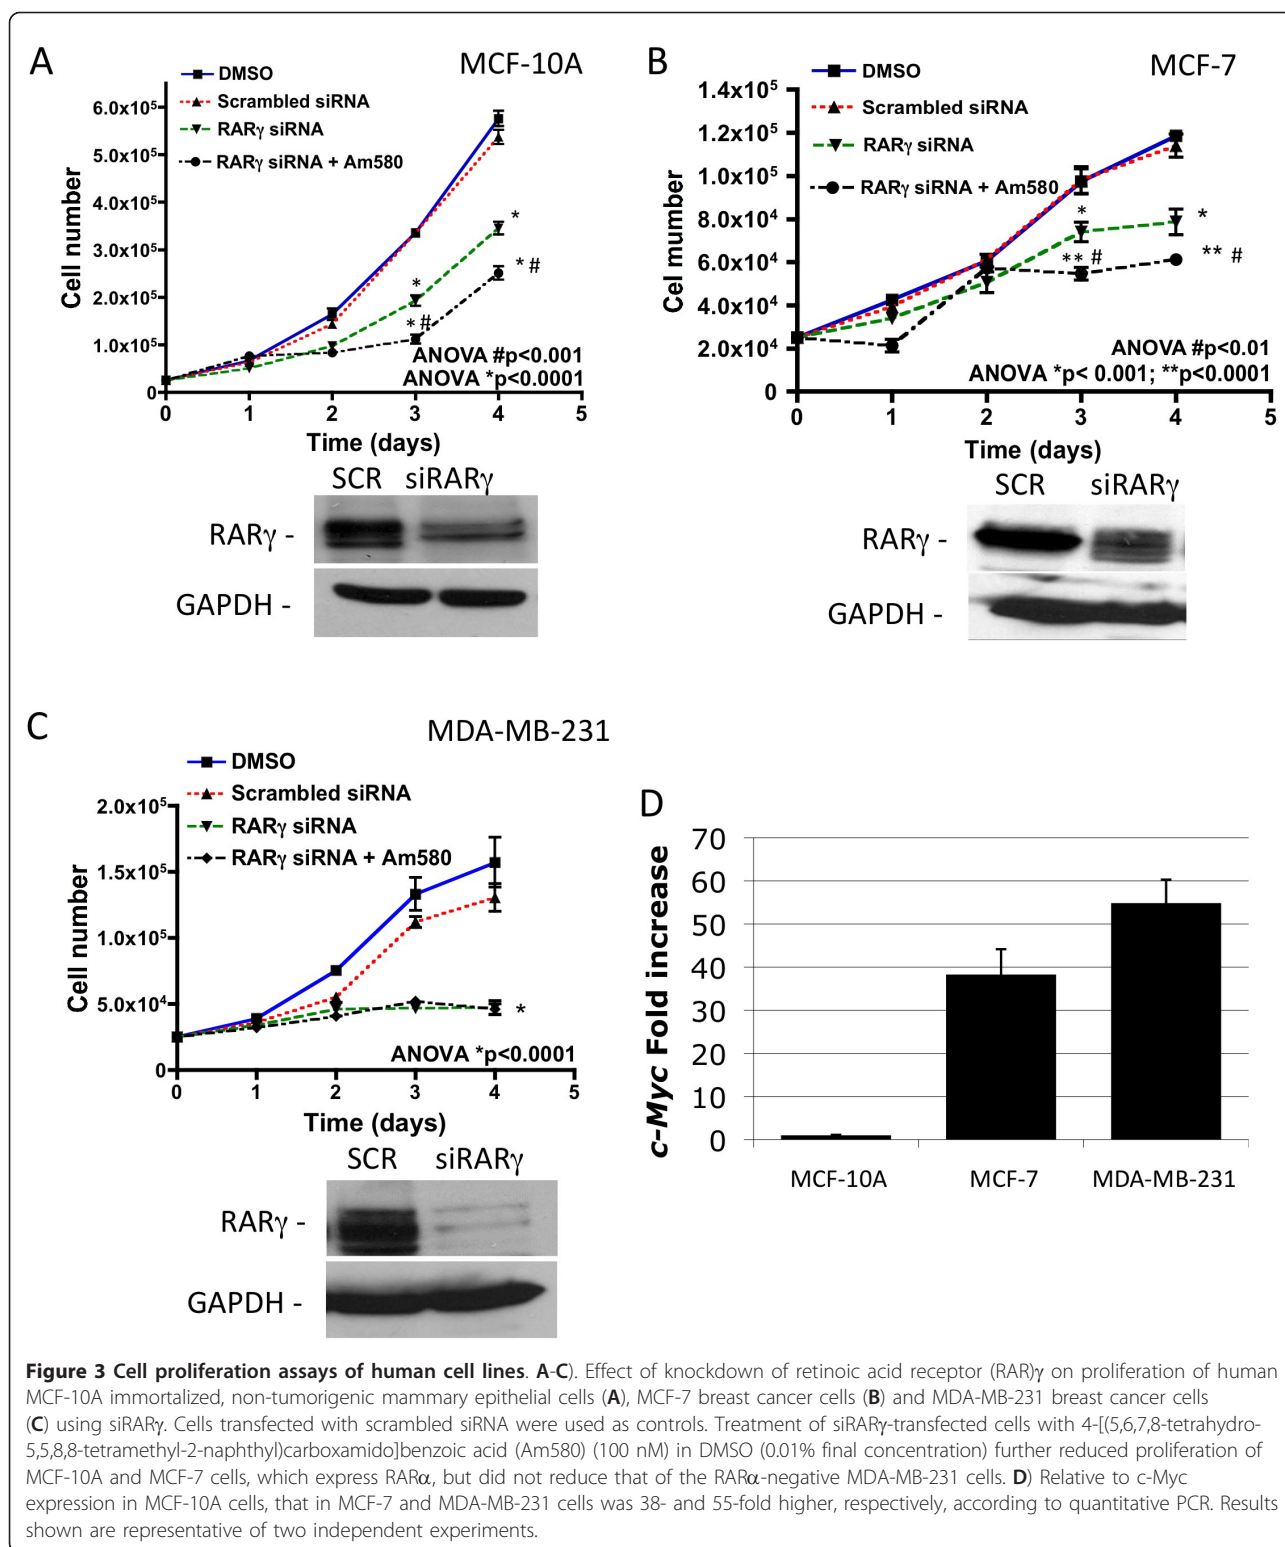 A
MCF-10A
DMSO
Scrambled siRNA
RARγ siRNA
RARγ siRNA + Am580
6.0x10⁵
5.0x10⁵
4.0x10⁵
3.0x10⁵
2.0x10⁵
1.0x10⁵
0
Cell number
*
* #
*
* #
ANOVA #p<0.001
ANOVA *p<0.0001
0 1 2 3 4 5
Time (days)
SCR siRARγ
RARγ -
GAPDH -
B
MCF-7
DMSO
Scrambled siRNA
RARγ siRNA
RARγ siRNA + Am580
1.4x10⁵
1.2x10⁵
1.0x10⁵
8.0x10⁴
6.0x10⁴
4.0x10⁴
2.0x10⁴
0
Cel mumber
*
*
** #
** #
ANOVA #p<0.01
ANOVA *p< 0.001; **p<0.0001
0 1 2 3 4 5
Time (days)
SCR siRARγ
RARγ -
GAPDH -
C
MDA-MB-231
DMSO
Scrambled siRNA
RARγ siRNA
RARγ siRNA + Am580
2.0x10⁵
1.5x10⁵
1.0x10⁵
5.0x10⁴
0
Cell number
*
ANOVA *p<0.0001
0 1 2 3 4 5
Time (days)
SCR siRARγ
RARγ -
GAPDH -
D
c-Myc Fold increase
70
60
50
40
30
20
10
0
MCF-10A MCF-7 MDA-MB-231
Figure 3 Cell proliferation assays of human cell lines. A-C). Effect of knockdown of retinoic acid receptor (RAR)γ on proliferation of human
MCF-10A immortalized, non-tumorigenic mammary epithelial cells (A), MCF-7 breast cancer cells (B) and MDA-MB-231 breast cancer cells
(C) using siRARγ. Cells transfected with scrambled siRNA were used as controls. Treatment of siRARγ-transfected cells with 4-[(5,6,7,8-tetrahydro-
5,5,8,8-tetramethyl-2-naphthyl)carboxamido]benzoic acid (Am580) (100 nM) in DMSO (0.01% final concentration) further reduced proliferation of
MCF-10A and MCF-7 cells, which express RARα, but did not reduce that of the RARα-negative MDA-MB-231 cells. D) Relative to c-Myc
expression in MCF-10A cells, that in MCF-7 and MDA-MB-231 cells was 38- and 55-fold higher, respectively, according to quantitative PCR. Results
shown are representative of two independent experiments.